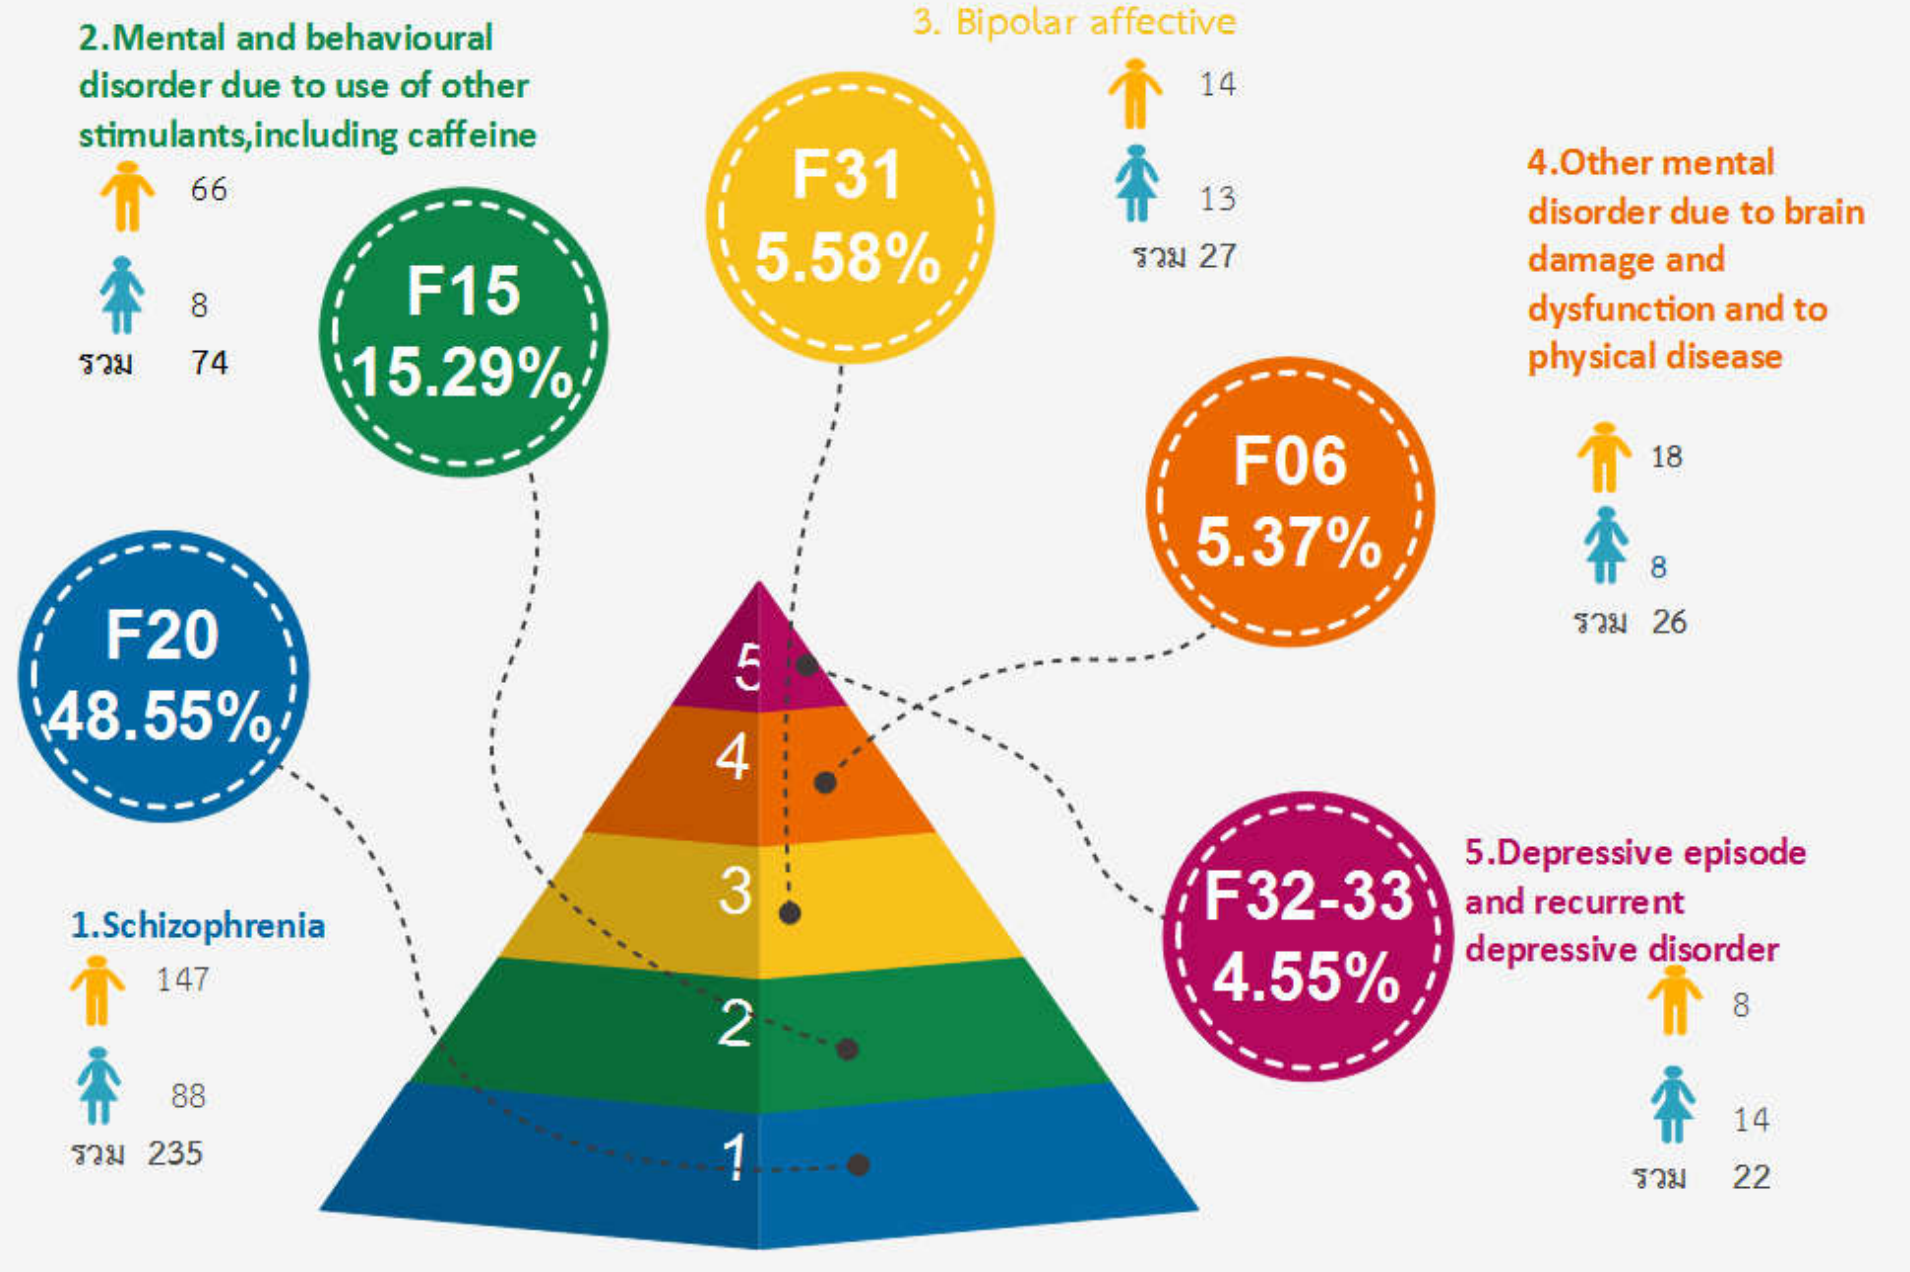 2.Mental and behavioural
disorder due to use of other
stimulants,including caffeine
66
8
รวม 74
F15
15.29%
3. Bipolar affective
14
13
รวม 27
F31
5.58%
4.Other mental
disorder due to brain
damage and
dysfunction and to
physical disease
18
8
รวม 26
F06
5.37%
F20
48.55%
1.Schizophrenia
147
88
รวม 235
5
4
3
2
1
F32-33
4.55%
5.Depressive episode
and recurrent
depressive disorder
8
14
รวม 22